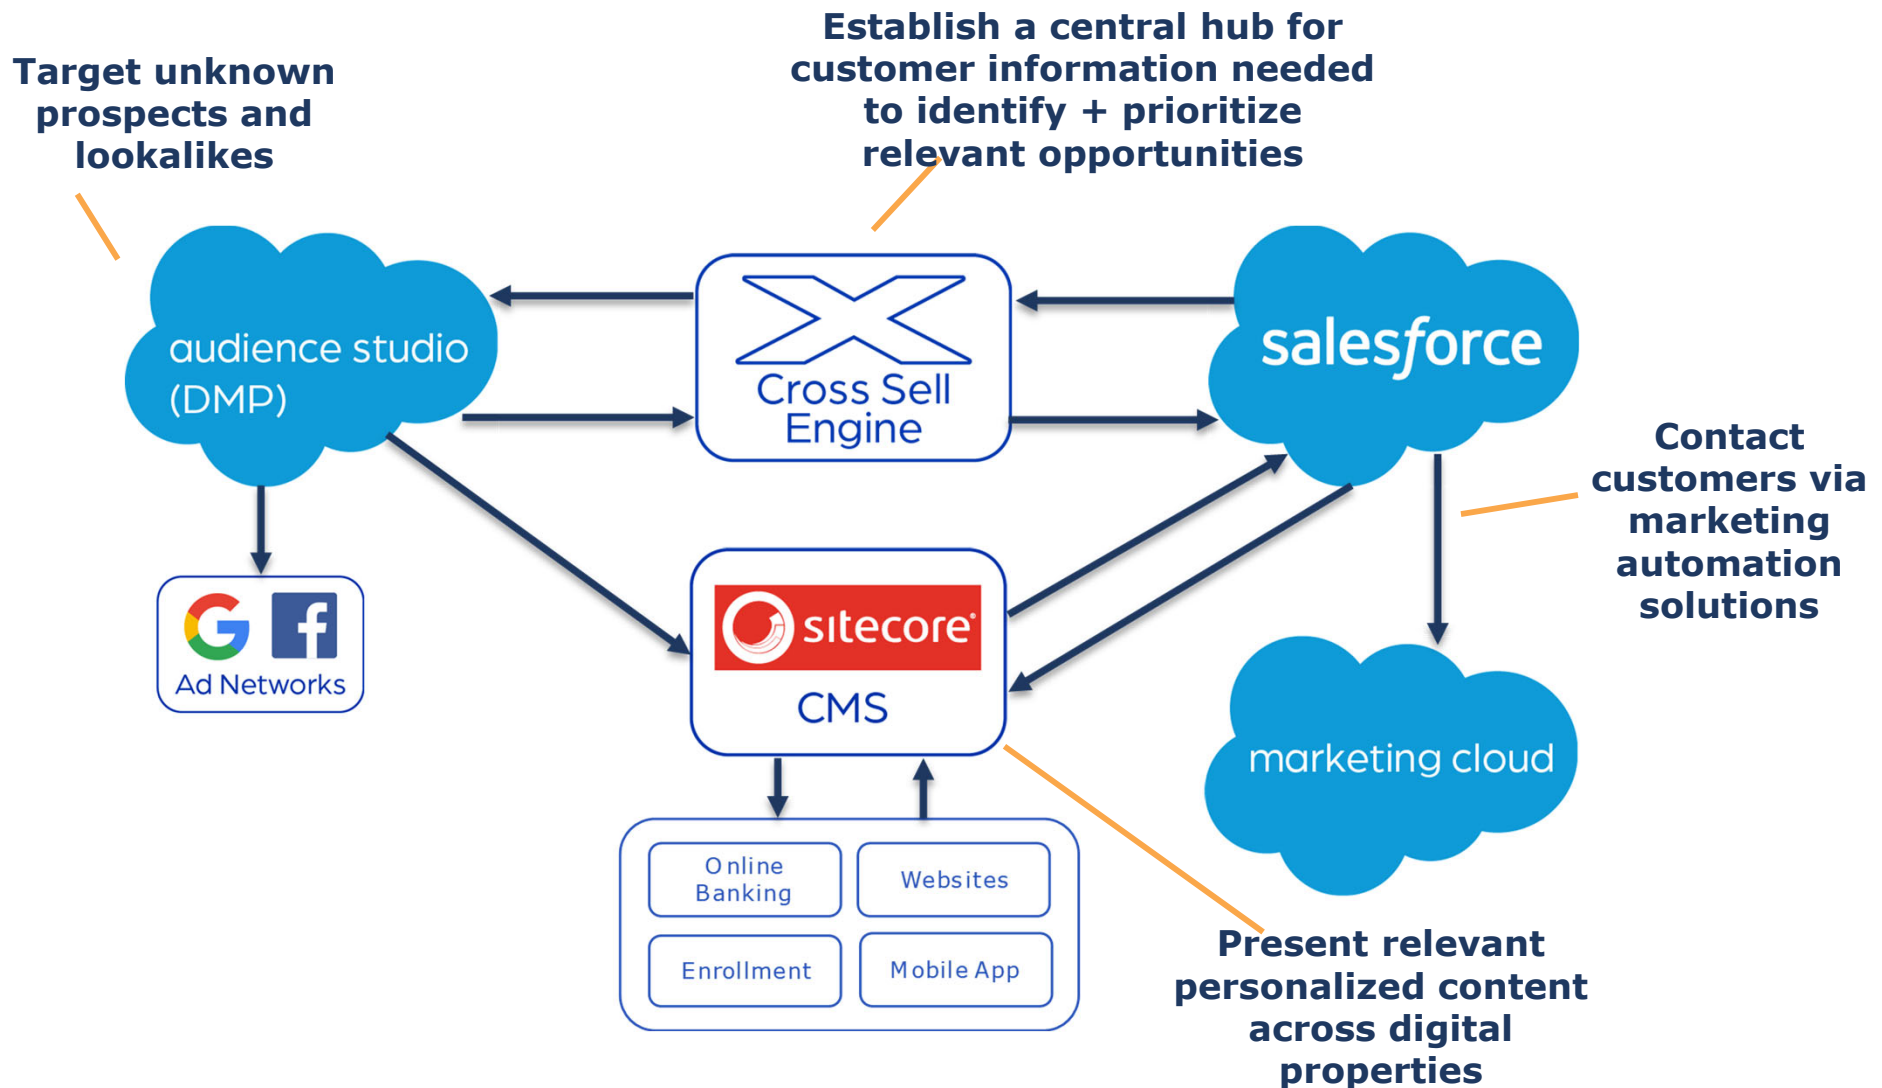 Establish a central hub for
customer information needed
to identify + prioritize
relevant opportunities
Target unknown
prospects and
lookalikes
audience studio
(DMP)
Cross Sell
Engine
salesforce
Contact
customers via
marketing
automation
solutions
Ad Networks
sitecore
CMS
marketing cloud
Online
Banking
Websites
Enrollment
Mobile App
Present relevant
personalized content
across digital
properties